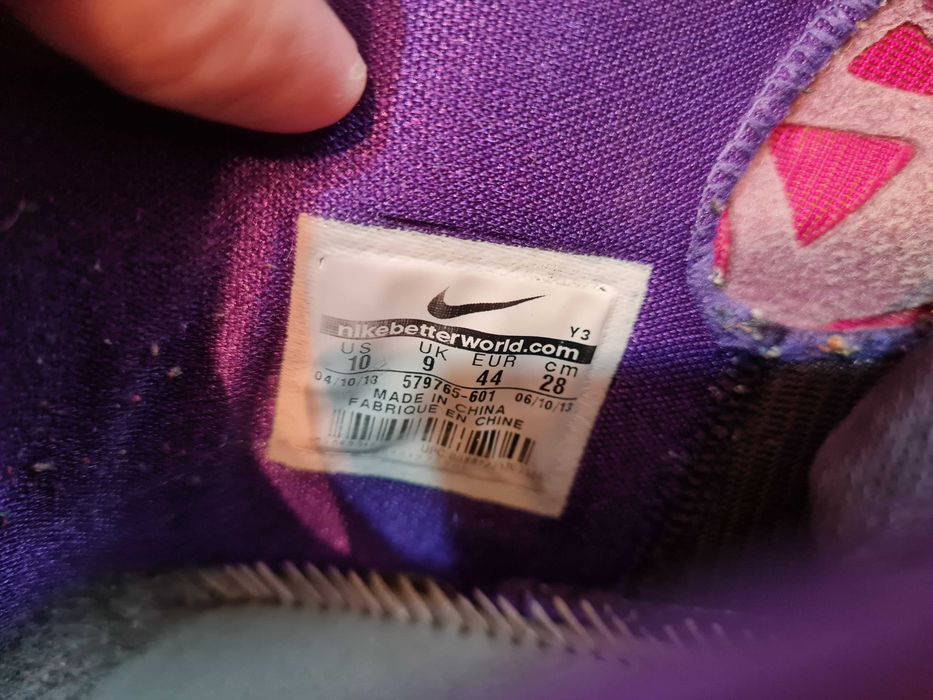 Y3
nikebetterworld.com
US UK EUR cm
10 9 44 28
04/10/13 579765-601 06/10/13
MADE IN CHINA
FABRIQUE EN CHINE
UPC